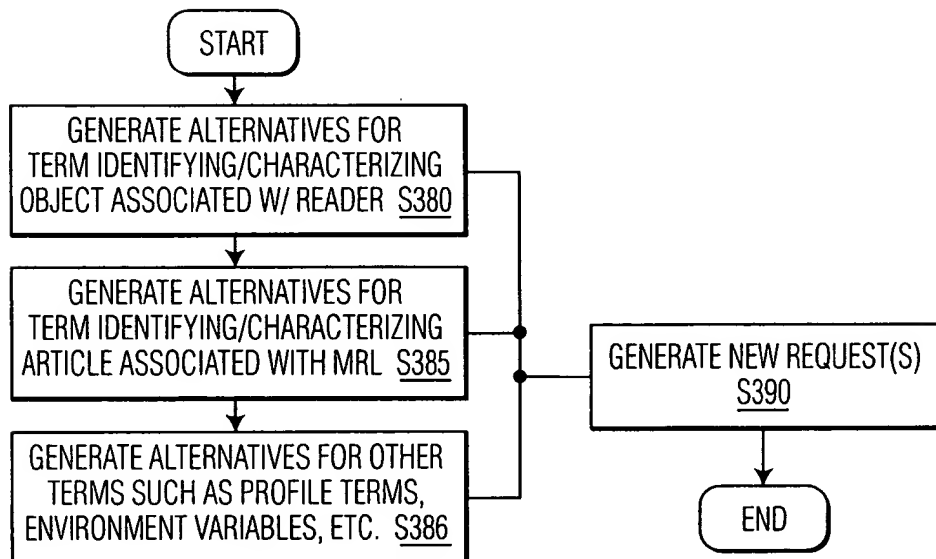 START
GENERATE ALTERNATIVES FOR
TERM IDENTIFYING/CHARACTERIZING
OBJECT ASSOCIATED W/ READER S380
GENERATE ALTERNATIVES FOR
TERM IDENTIFYING/CHARACTERIZING
ARTICLE ASSOCIATED WITH MRL S385
GENERATE ALTERNATIVES FOR OTHER
TERMS SUCH AS PROFILE TERMS,
ENVIRONMENT VARIABLES, ETC. S386
GENERATE NEW REQUEST(S)
S390
END